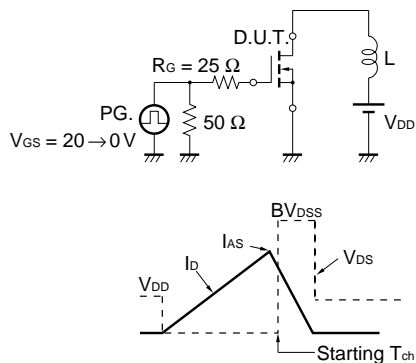 D.U.T.
RG = 25 Ω
L
PG.
50 Ω
VDD
VGS = 20 → 0 V
BVDSS
IAS
VDS
ID
VDD
Starting Tch